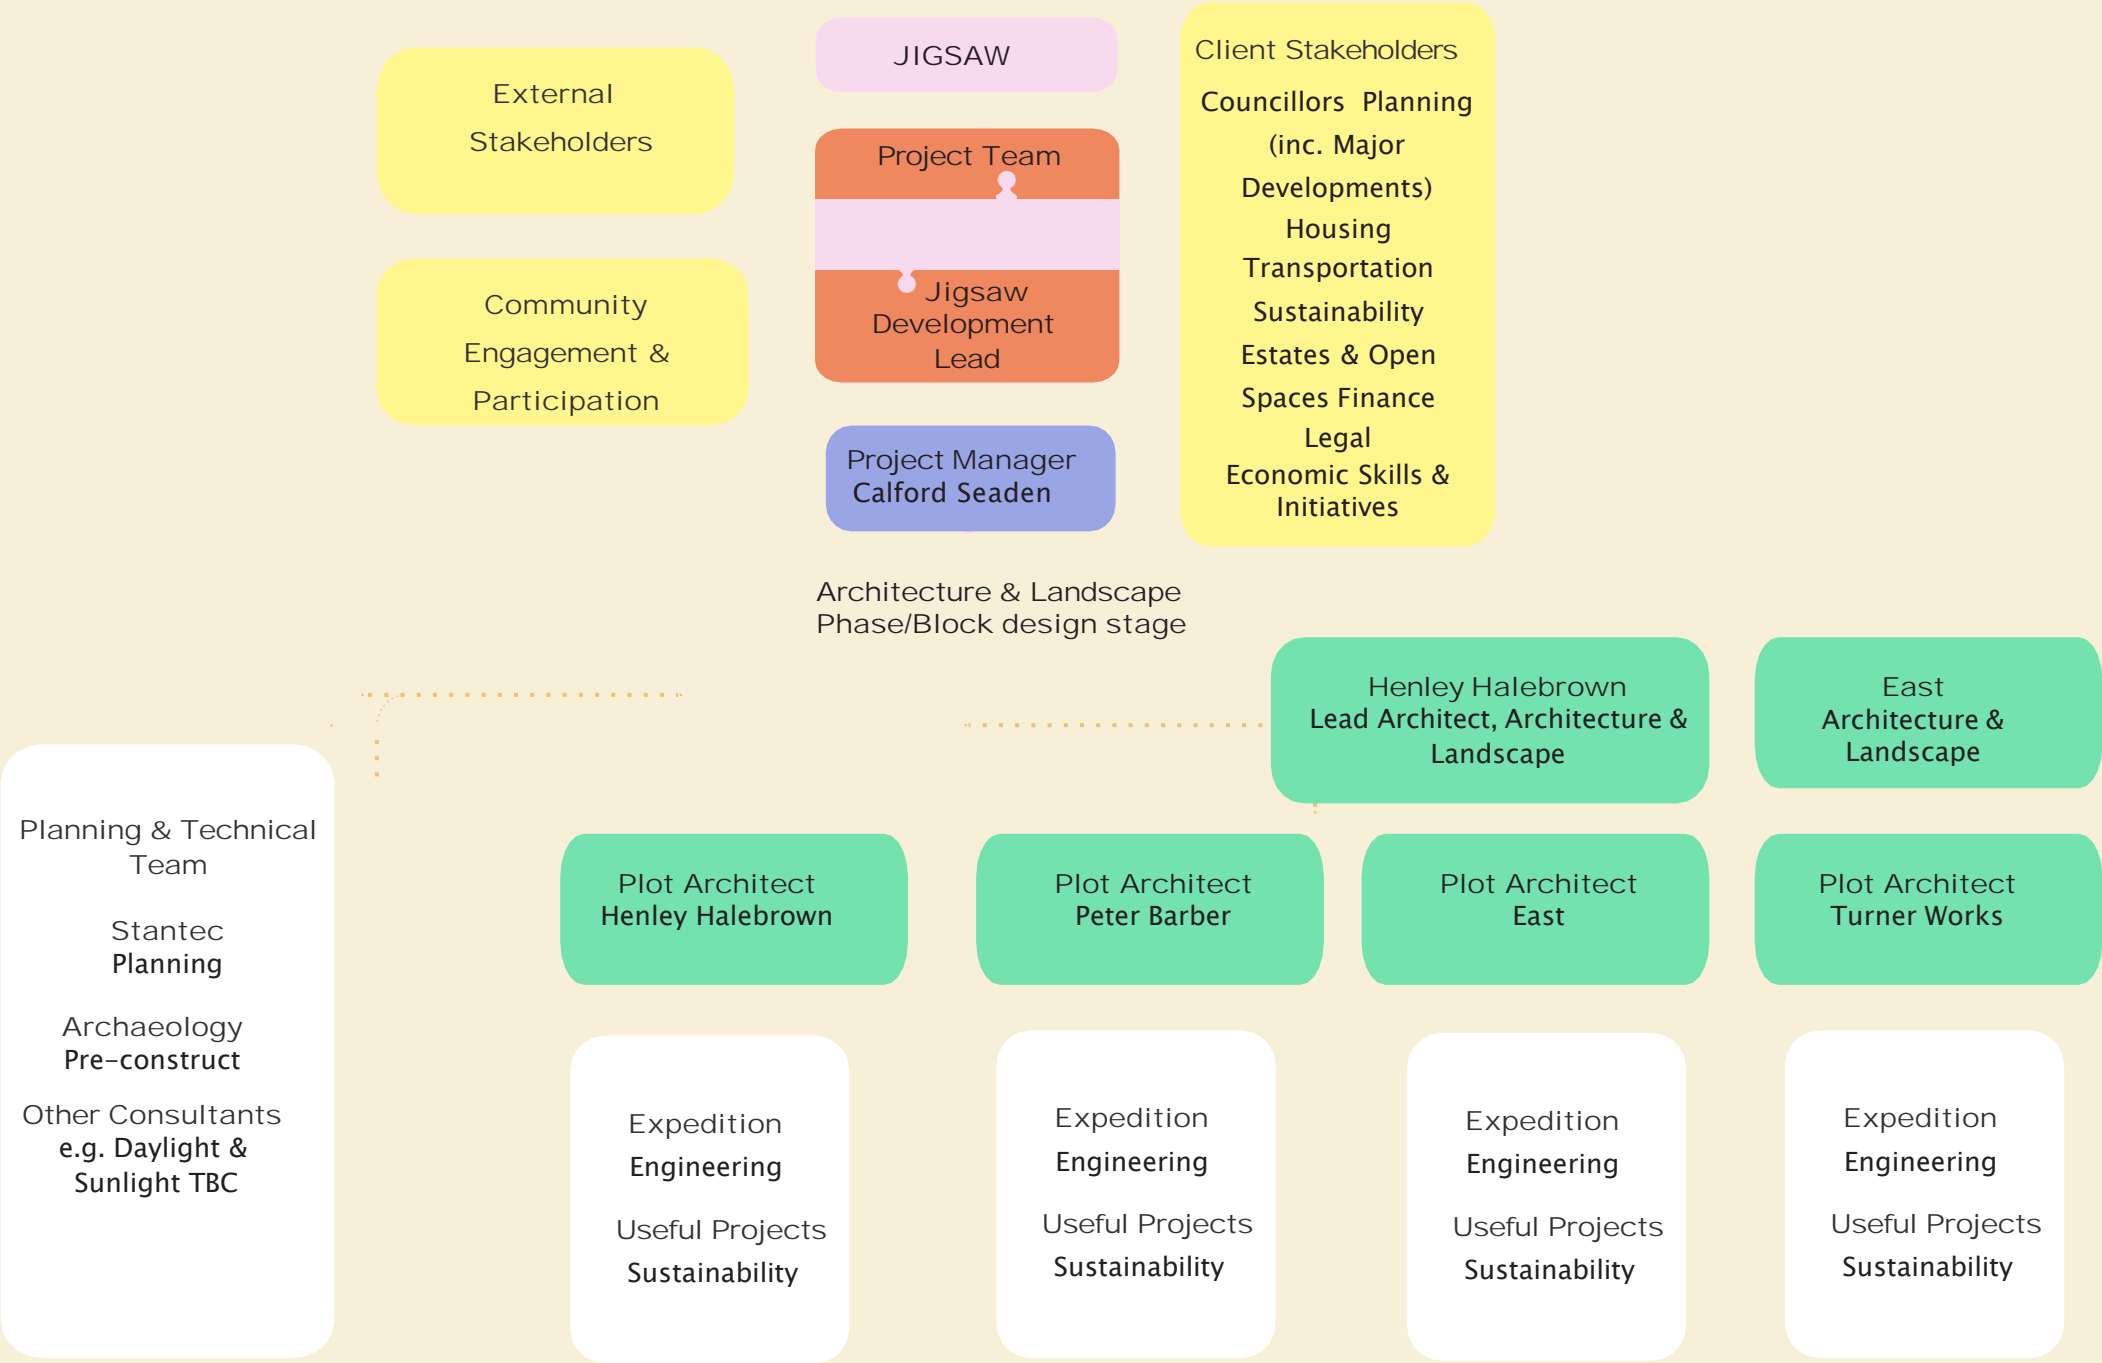 External
Stakeholders
Community
Engagement &
Participation
JIGSAW
Project Team
Jigsaw
Development
Lead
Project Manager
Calford Seaden
Client Stakeholders
Councillors Planning
(inc. Major
Developments)
Housing
Transportation
Sustainability
Estates & Open
Spaces Finance
Legal
Economic Skills &
Initiatives
Architecture & Landscape
Phase/Block design stage
Henley Halebrown
Lead Architect, Architecture &
Landscape
East
Architecture &
Landscape
Planning & Technical
Team
Stantec
Planning
Archaeology
Pre-construct
Other Consultants
e.g. Daylight &
Sunlight TBC
Plot Architect
Henley Halebrown
Plot Architect
Peter Barber
Plot Architect
East
Plot Architect
Turner Works
Expedition
Engineering
Useful Projects
Sustainability
Expedition
Engineering
Useful Projects
Sustainability
Expedition
Engineering
Useful Projects
Sustainability
Expedition
Engineering
Useful Projects
Sustainability